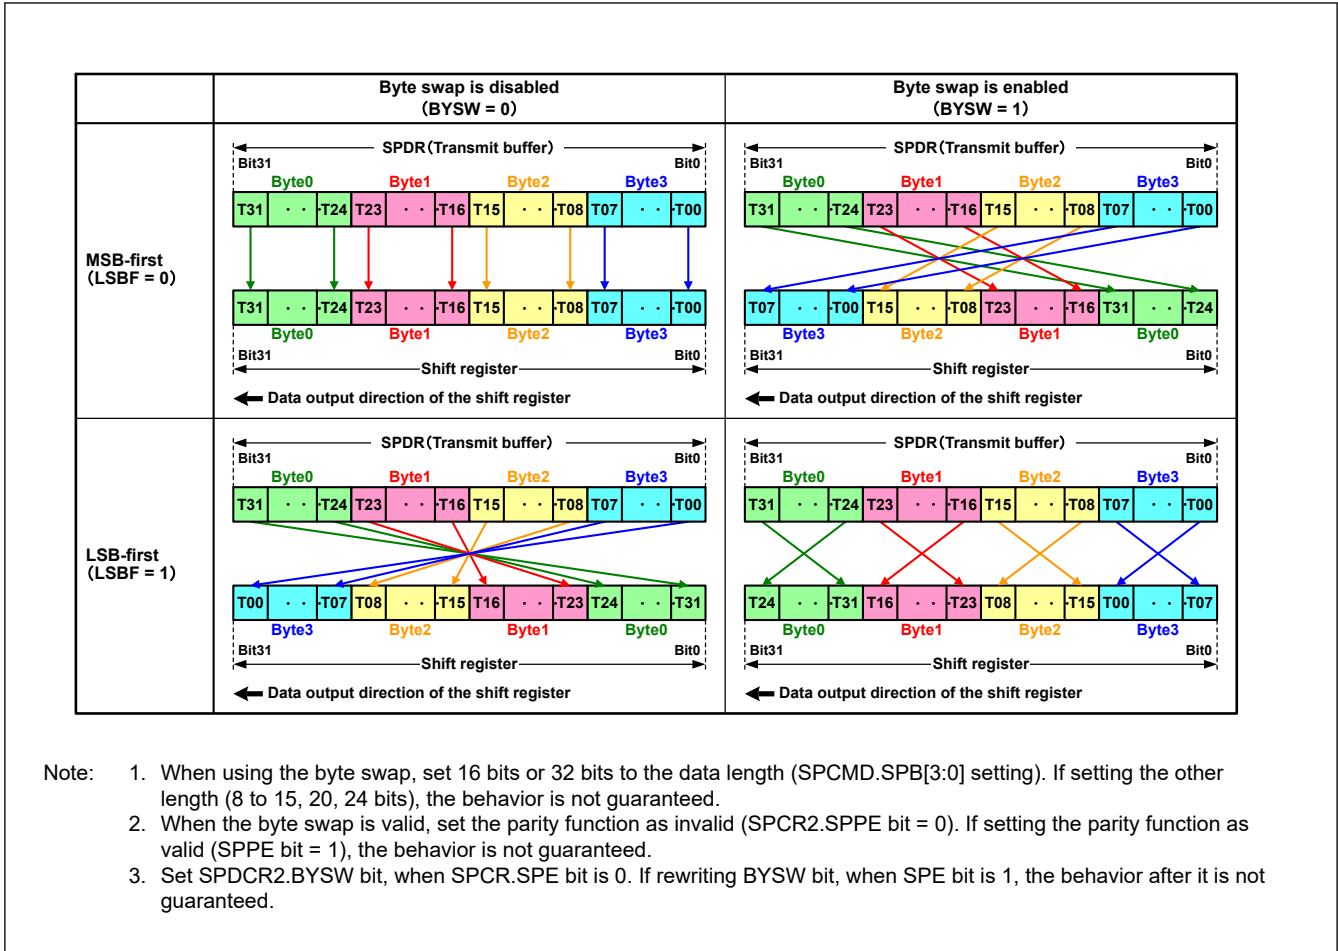 Byte swap is disabled
（BYSW = 0）
Byte swap is enabled
（BYSW = 1）
MSB-first
(LSBF = 0)
SPDR（Transmit buffer）
Bit31 Bit0
Byte0 Byte1 Byte2 Byte3
T31 · · ·T24 T23 · · ·T16 T15 · · ·T08 T07 · · ·T00
T31 · · ·T24 T23 · · ·T16 T15 · · ·T08 T07 · · ·T00
Byte0 Byte1 Byte2 Byte3
Bit31 Bit0
Shift register
Data output direction of the shift register
SPDR（Transmit buffer）
Bit31 Bit0
Byte0 Byte1 Byte2 Byte3
T31 · · ·T24 T23 · · ·T16 T15 · · ·T08 T07 · · ·T00
T07 · · ·T00 T15 · · ·T08 T23 · · ·T16 T31 · · ·T24
Byte3 Byte2 Byte1 Byte0
Bit31 Bit0
Shift register
Data output direction of the shift register
LSB-first
(LSBF = 1)
SPDR（Transmit buffer）
Bit31 Bit0
Byte0 Byte1 Byte2 Byte3
T31 · · ·T24 T23 · · ·T16 T15 · · ·T08 T07 · · ·T00
T00 · · ·T07 T08 · · ·T15 T16 · · ·T23 T24 · · ·T31
Byte3 Byte2 Byte1 Byte0
Bit31 Bit0
Shift register
Data output direction of the shift register
SPDR（Transmit buffer）
Bit31 Bit0
Byte0 Byte1 Byte2 Byte3
T31 · · ·T24 T23 · · ·T16 T15 · · ·T08 T07 · · ·T00
T24 · · ·T31 T16 · · ·T23 T08 · · ·T15 T00 · · ·T07
Byte0 Byte1 Byte2 Byte3
Bit31 Bit0
Shift register
Data output direction of the shift register
Note: 1. When using the byte swap, set 16 bits or 32 bits to the data length (SPCMD.SPB[3:0] setting). If setting the other
length (8 to 15, 20, 24 bits), the behavior is not guaranteed.
2. When the byte swap is valid, set the parity function as invalid (SPCR2.SPPE bit = 0). If setting the parity function as
valid (SPPE bit = 1), the behavior is not guaranteed.
3. Set SPDCR2.BYSW bit, when SPCR.SPE bit is 0. If rewriting BYSW bit, when SPE bit is 1, the behavior after it is not
guaranteed.